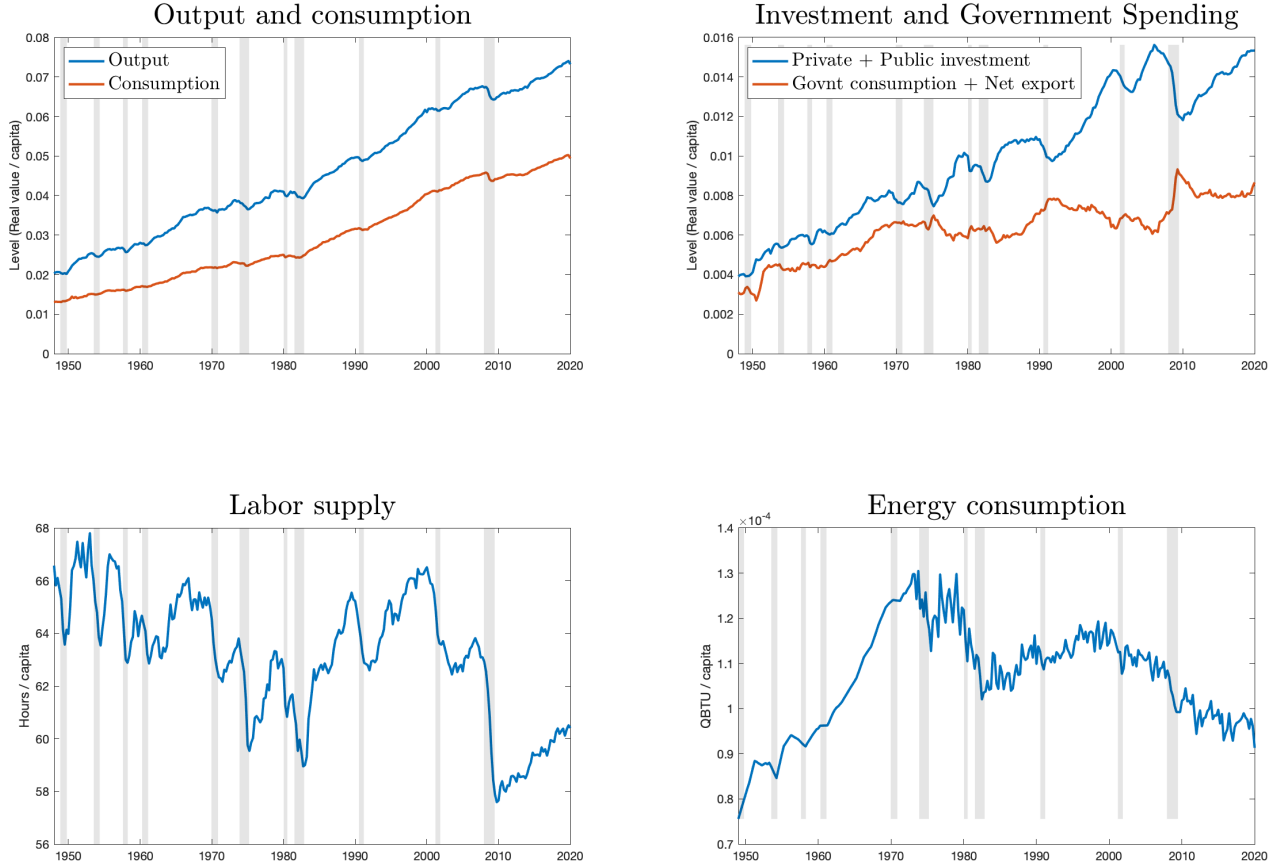 Output and consumption
Level (Real value / capita)
0.08
0.07
0.06
0.05
0.04
0.03
0.02
0.01
0
Output
Consumption
1950 1960 1970 1980 1990 2000 2010 2020
Investment and Government Spending
Level (Real value / capita)
0.016
0.014
0.012
0.01
0.008
0.006
0.004
0.002
0
Private + Public investment
Govnt consumption + Net export
1950 1960 1970 1980 1990 2000 2010 2020
Labor supply
Hours / capita
68
66
64
62
60
58
56
1950 1960 1970 1980 1990 2000 2010 2020
Energy consumption
×10⁻⁴
QBTU / capita
1.4
1.3
1.2
1.1
1
0.9
0.8
0.7
1950 1960 1970 1980 1990 2000 2010 2020